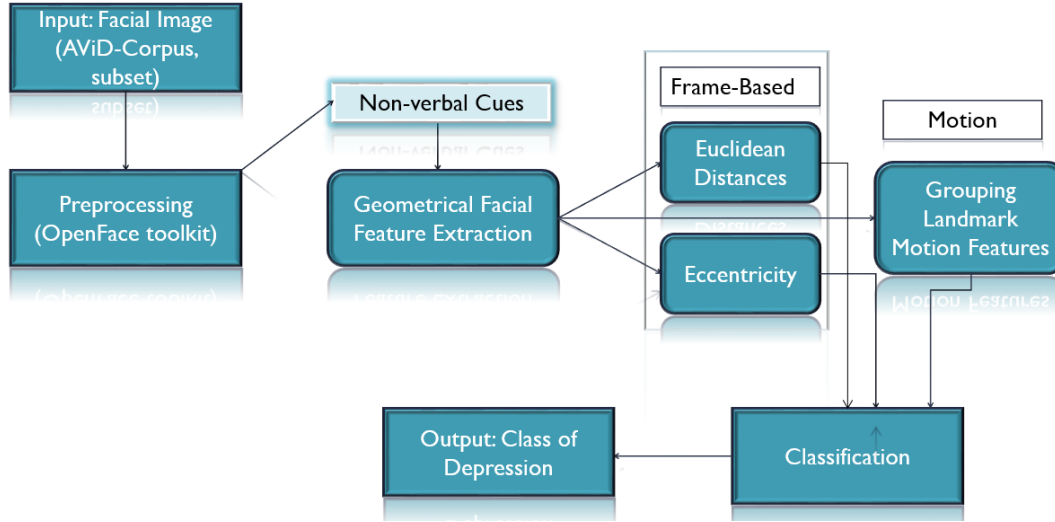 Input: Facial Image
(AViD-Corpus,
subset)
Preprocessing
(OpenFace toolkit)
Non-verbal Cues
Geometrical Facial
Feature Extraction
Frame-Based
Euclidean
Distances
Eccentricity
Motion
Grouping
Landmark
Motion Features
Classification
Output: Class of
Depression